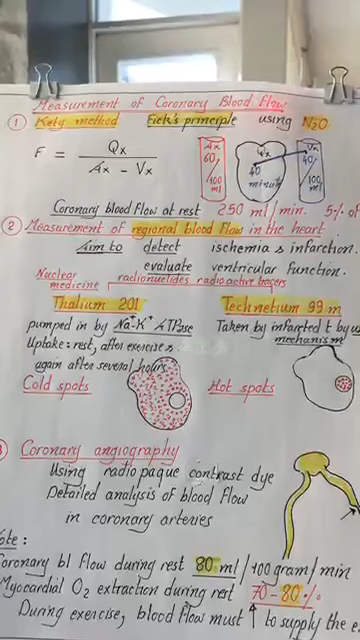 Measurement of Coronary Blood Flow
① Kety method Fick's principle using N2O
F = Qx / Ax - Vx
Ax 60/100 ml
Qx 40 minute
Vx 40/100 ml
Coronary blood flow at rest 250 ml/min. 5% of
② Measurement of regional blood flow in the heart
Aim to detect ischemia & infarction.
evaluate ventricular function.
Nuclear medicine radionuclides radioactive tracers
Thalium 201 Technetium 99 m
pumped in by Na+-K+ ATPase
Uptake: rest, after exercise &
again after several hours
Taken by infarcted t by
mechanism
Cold spots Hot spots
Coronary angiography
Using radiopaque contrast dye
Detailed analysis of blood flow
in coronary arteries
ote:
oronary bl flow during rest 80 ml/100gram/min
Myocardial O2 extraction during rest 70-80%
During exercise, blood flow must ↑ to supply the e